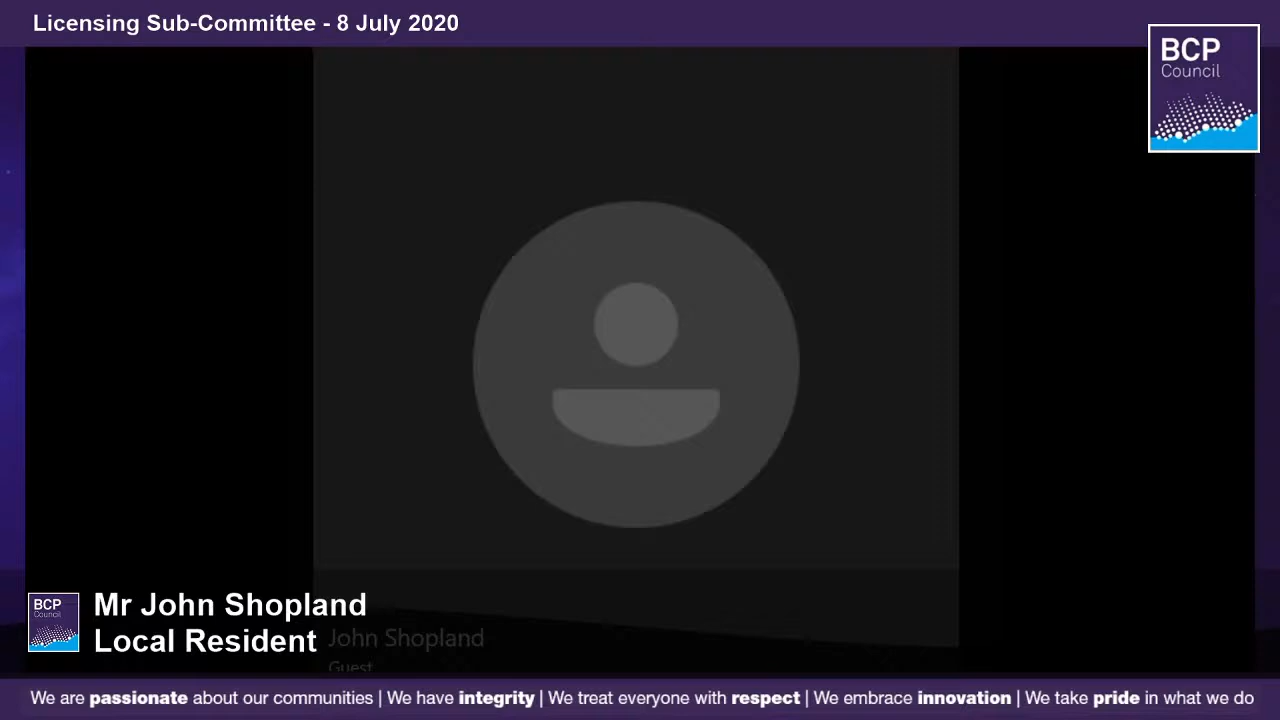 Licensing Sub-Committee - 8 July 2020
BCP
Council
BCP
Council
Mr John Shopland
Local Resident
John Shopland
Guest
We are passionate about our communities | We have integrity | We treat everyone with respect | We embrace innovation | We take pride in what we do